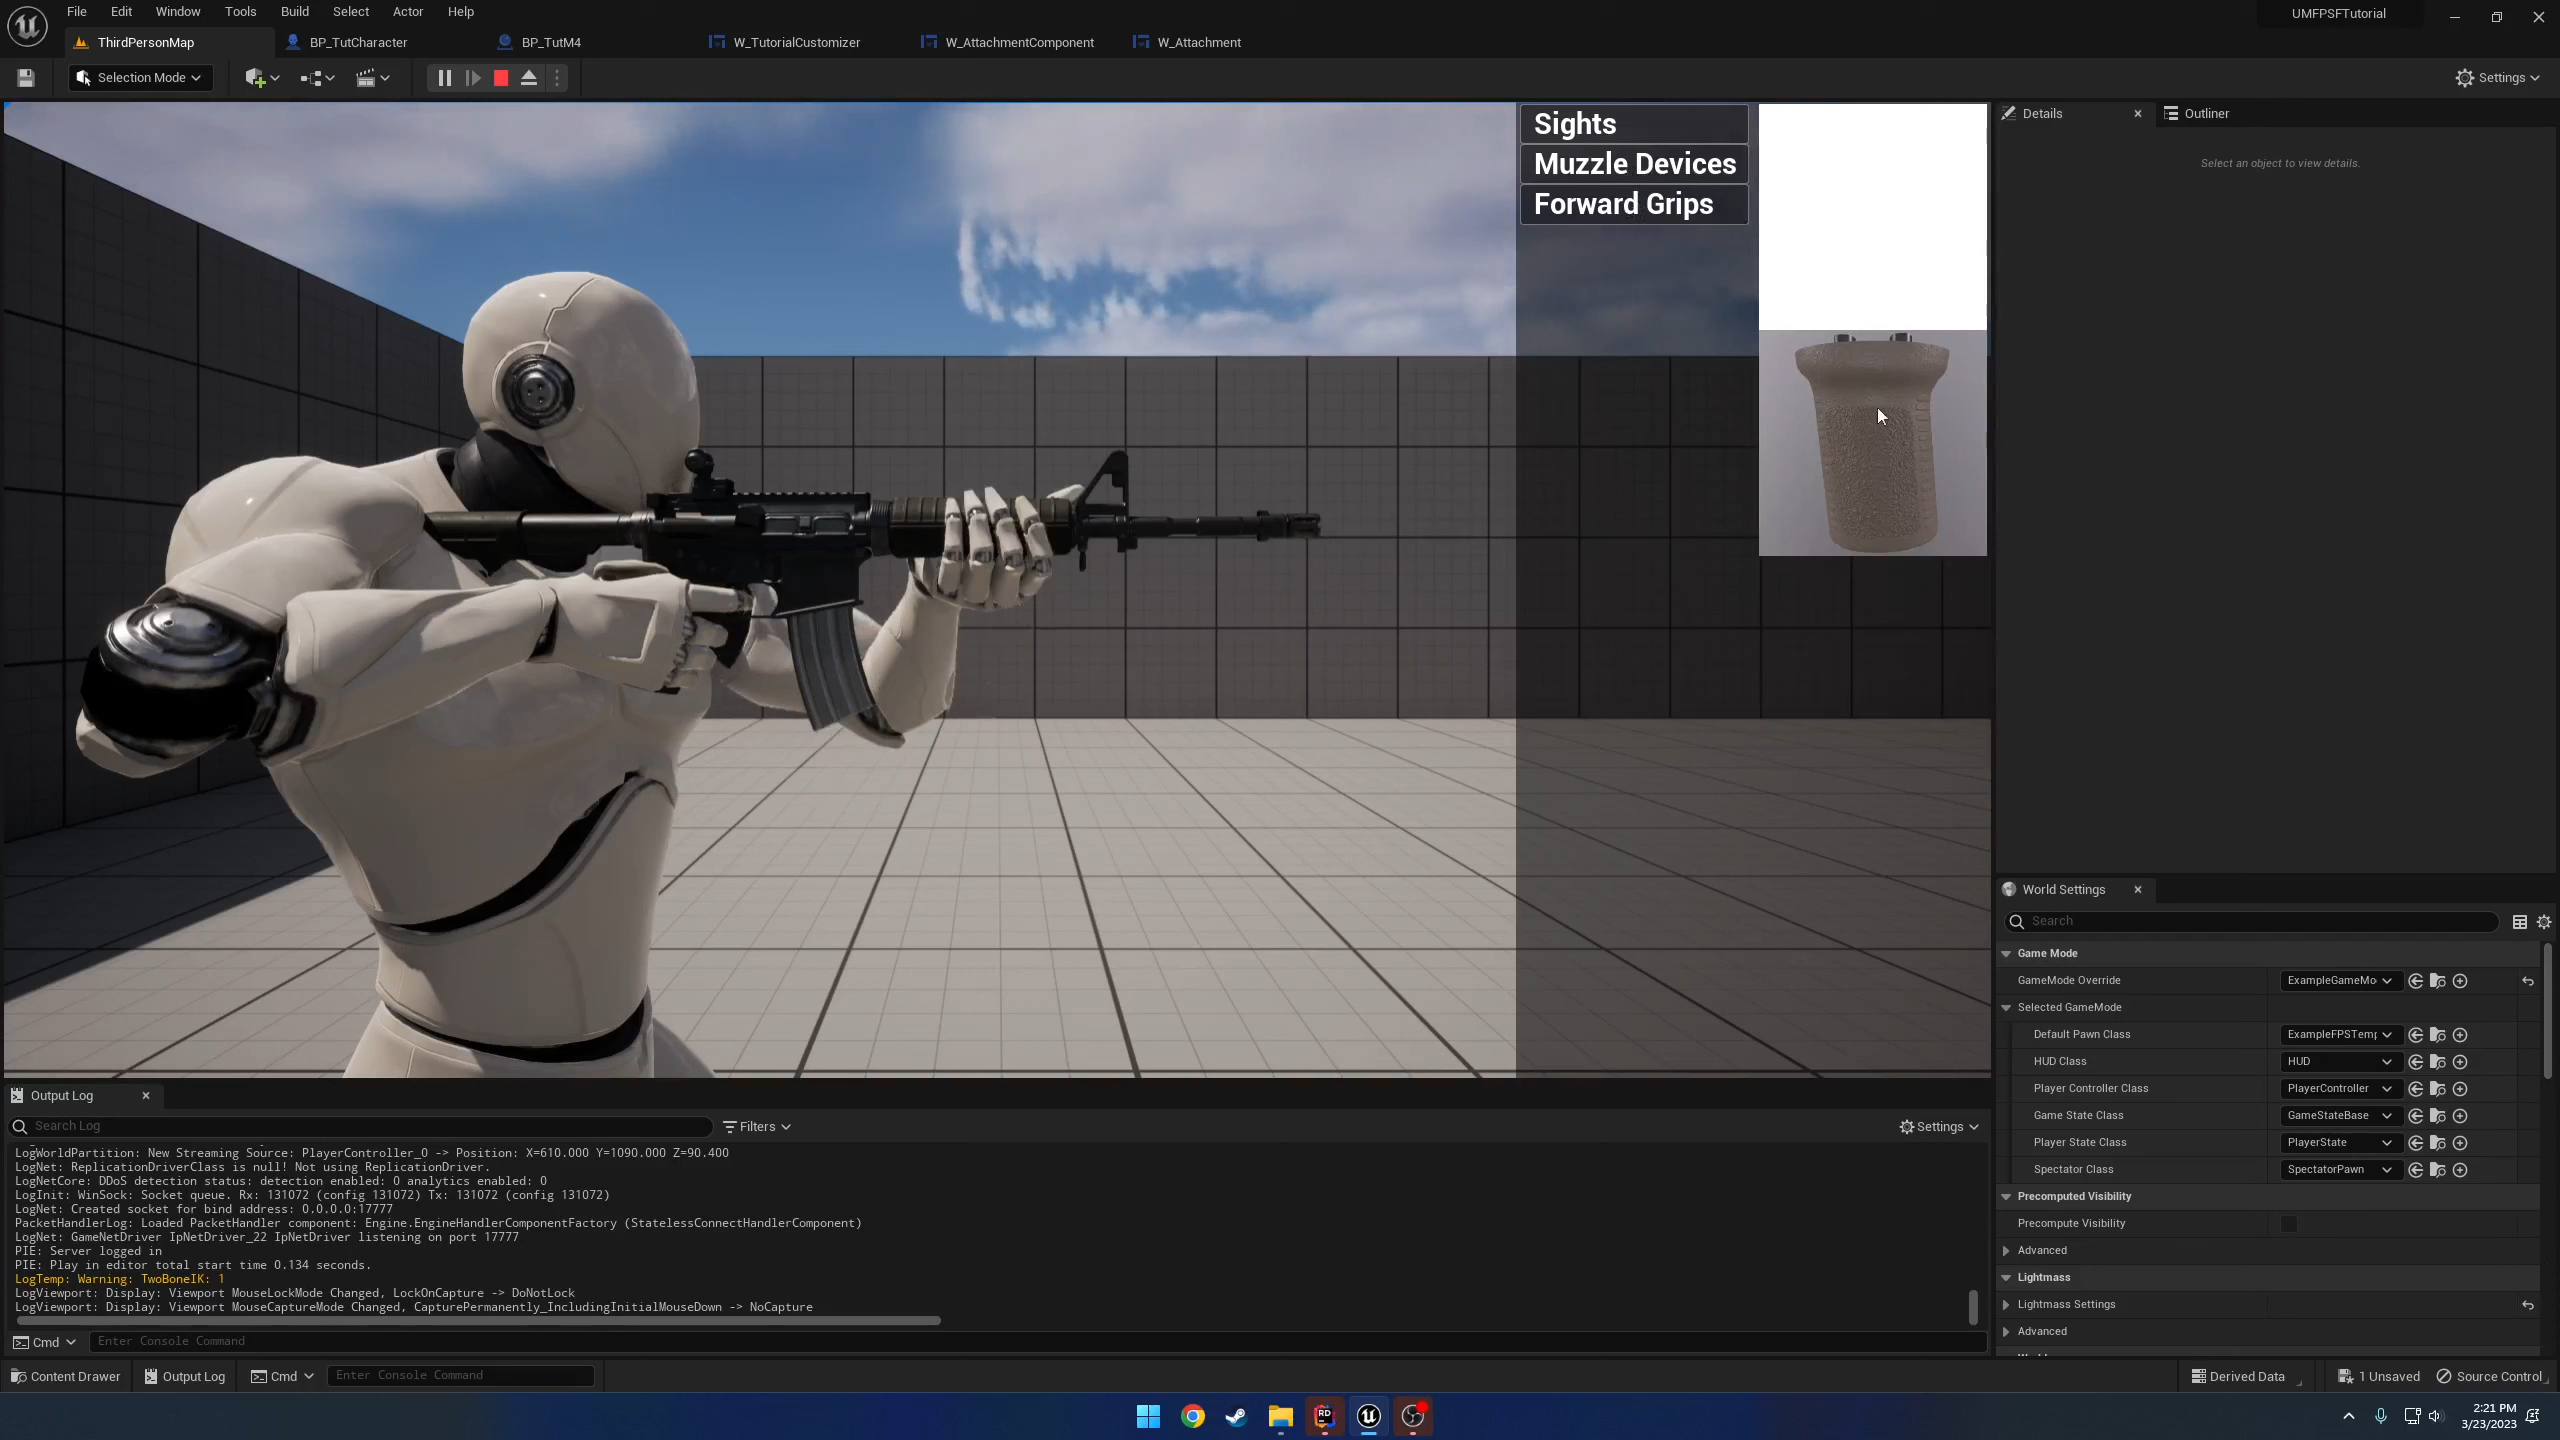 File Edit Window Tools Build Select Actor Help
UMFPSFTutorial
ThirdPersonMap
BP_TutCharacter
BP_TutM4
W_TutorialCustomizer
W_AttachmentComponent
W_Attachment
Selection Mode
Settings
Sights
Muzzle Devices
Forward Grips
Details
Outliner
Select an object to view details.
World Settings
Search
Game Mode
GameMode Override
ExampleGameMo
Selected GameMode
Default Pawn Class
ExampleFPSTemp
HUD Class
HUD
Player Controller Class
PlayerController
Game State Class
GameStateBase
Player State Class
PlayerState
Spectator Class
SpectatorPawn
Precomputed Visibility
Precompute Visibility
Advanced
Lightmass
Lightmass Settings
Advanced
Output Log
Search Log
Filters
Settings
LogWorldPartition: New Streaming Source: PlayerController_0 -> Position: X=610.000 Y=1090.000 Z=90.400
LogNet: ReplicationDriverClass is null! Not using ReplicationDriver.
LogNetCore: DDoS detection status: detection enabled: 0 analytics enabled: 0
LogInit: WinSock: Socket queue. Rx: 131072 (config 131072) Tx: 131072 (config 131072)
LogNet: Created socket for bind address: 0.0.0.0:17777
PacketHandlerLog: Loaded PacketHandler component: Engine.EngineHandlerComponentFactory (StatelessConnectHandlerComponent)
LogNet: GameNetDriver IpNetDriver_22 IpNetDriver listening on port 17777
PIE: Server logged in
PIE: Play in editor total start time 0.134 seconds.
LogTemp: Warning: TwoBoneIK: 1
LogViewport: Display: Viewport MouseLockMode Changed, LockOnCapture -> DoNotLock
LogViewport: Display: Viewport MouseCaptureMode Changed, CapturePermanently_IncludingInitialMouseDown -> NoCapture
Cmd
Enter Console Command
Content Drawer
Output Log
Cmd
Enter Console Command
Derived Data
1 Unsaved
Source Control
RD
2:21 PM
3/23/2023